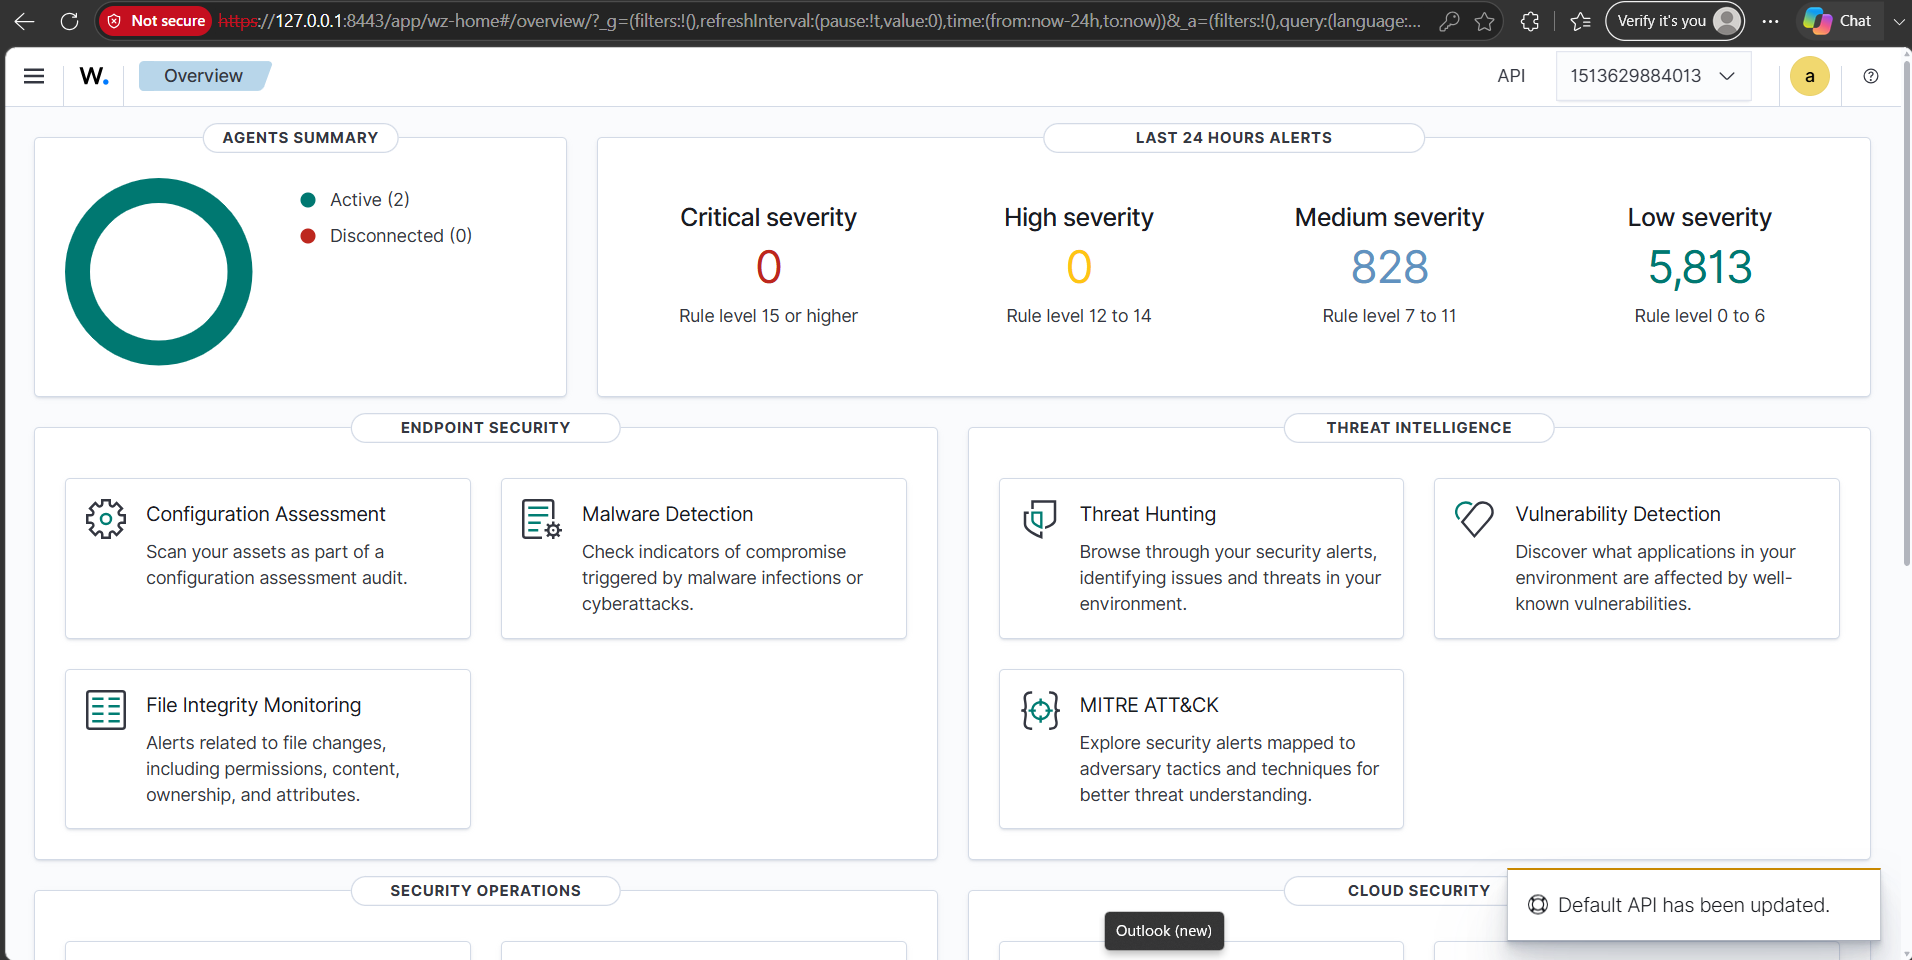 Not secure
https://127.0.0.1:8443/app/wz-home#/overview/?_g=(filters:!(),refreshInterval:(pause:!t,value:0),time:(from:now-24h,to:now))&_a=(filters:!(),query:(language:...
Verify it's you
Chat
W.
Overview
API
1513629884013
a
AGENTS SUMMARY
Active (2)
Disconnected (0)
LAST 24 HOURS ALERTS
Critical severity
0
Rule level 15 or higher
High severity
0
Rule level 12 to 14
Medium severity
828
Rule level 7 to 11
Low severity
5,813
Rule level 0 to 6
ENDPOINT SECURITY
Configuration Assessment
Scan your assets as part of a
configuration assessment audit.
Malware Detection
Check indicators of compromise
triggered by malware infections or
cyberattacks.
File Integrity Monitoring
Alerts related to file changes,
including permissions, content,
ownership, and attributes.
THREAT INTELLIGENCE
Threat Hunting
Browse through your security alerts,
identifying issues and threats in your
environment.
Vulnerability Detection
Discover what applications in your
environment are affected by well-
known vulnerabilities.
MITRE ATT&CK
Explore security alerts mapped to
adversary tactics and techniques for
better threat understanding.
SECURITY OPERATIONS
CLOUD SECURITY
Default API has been updated.
Outlook (new)